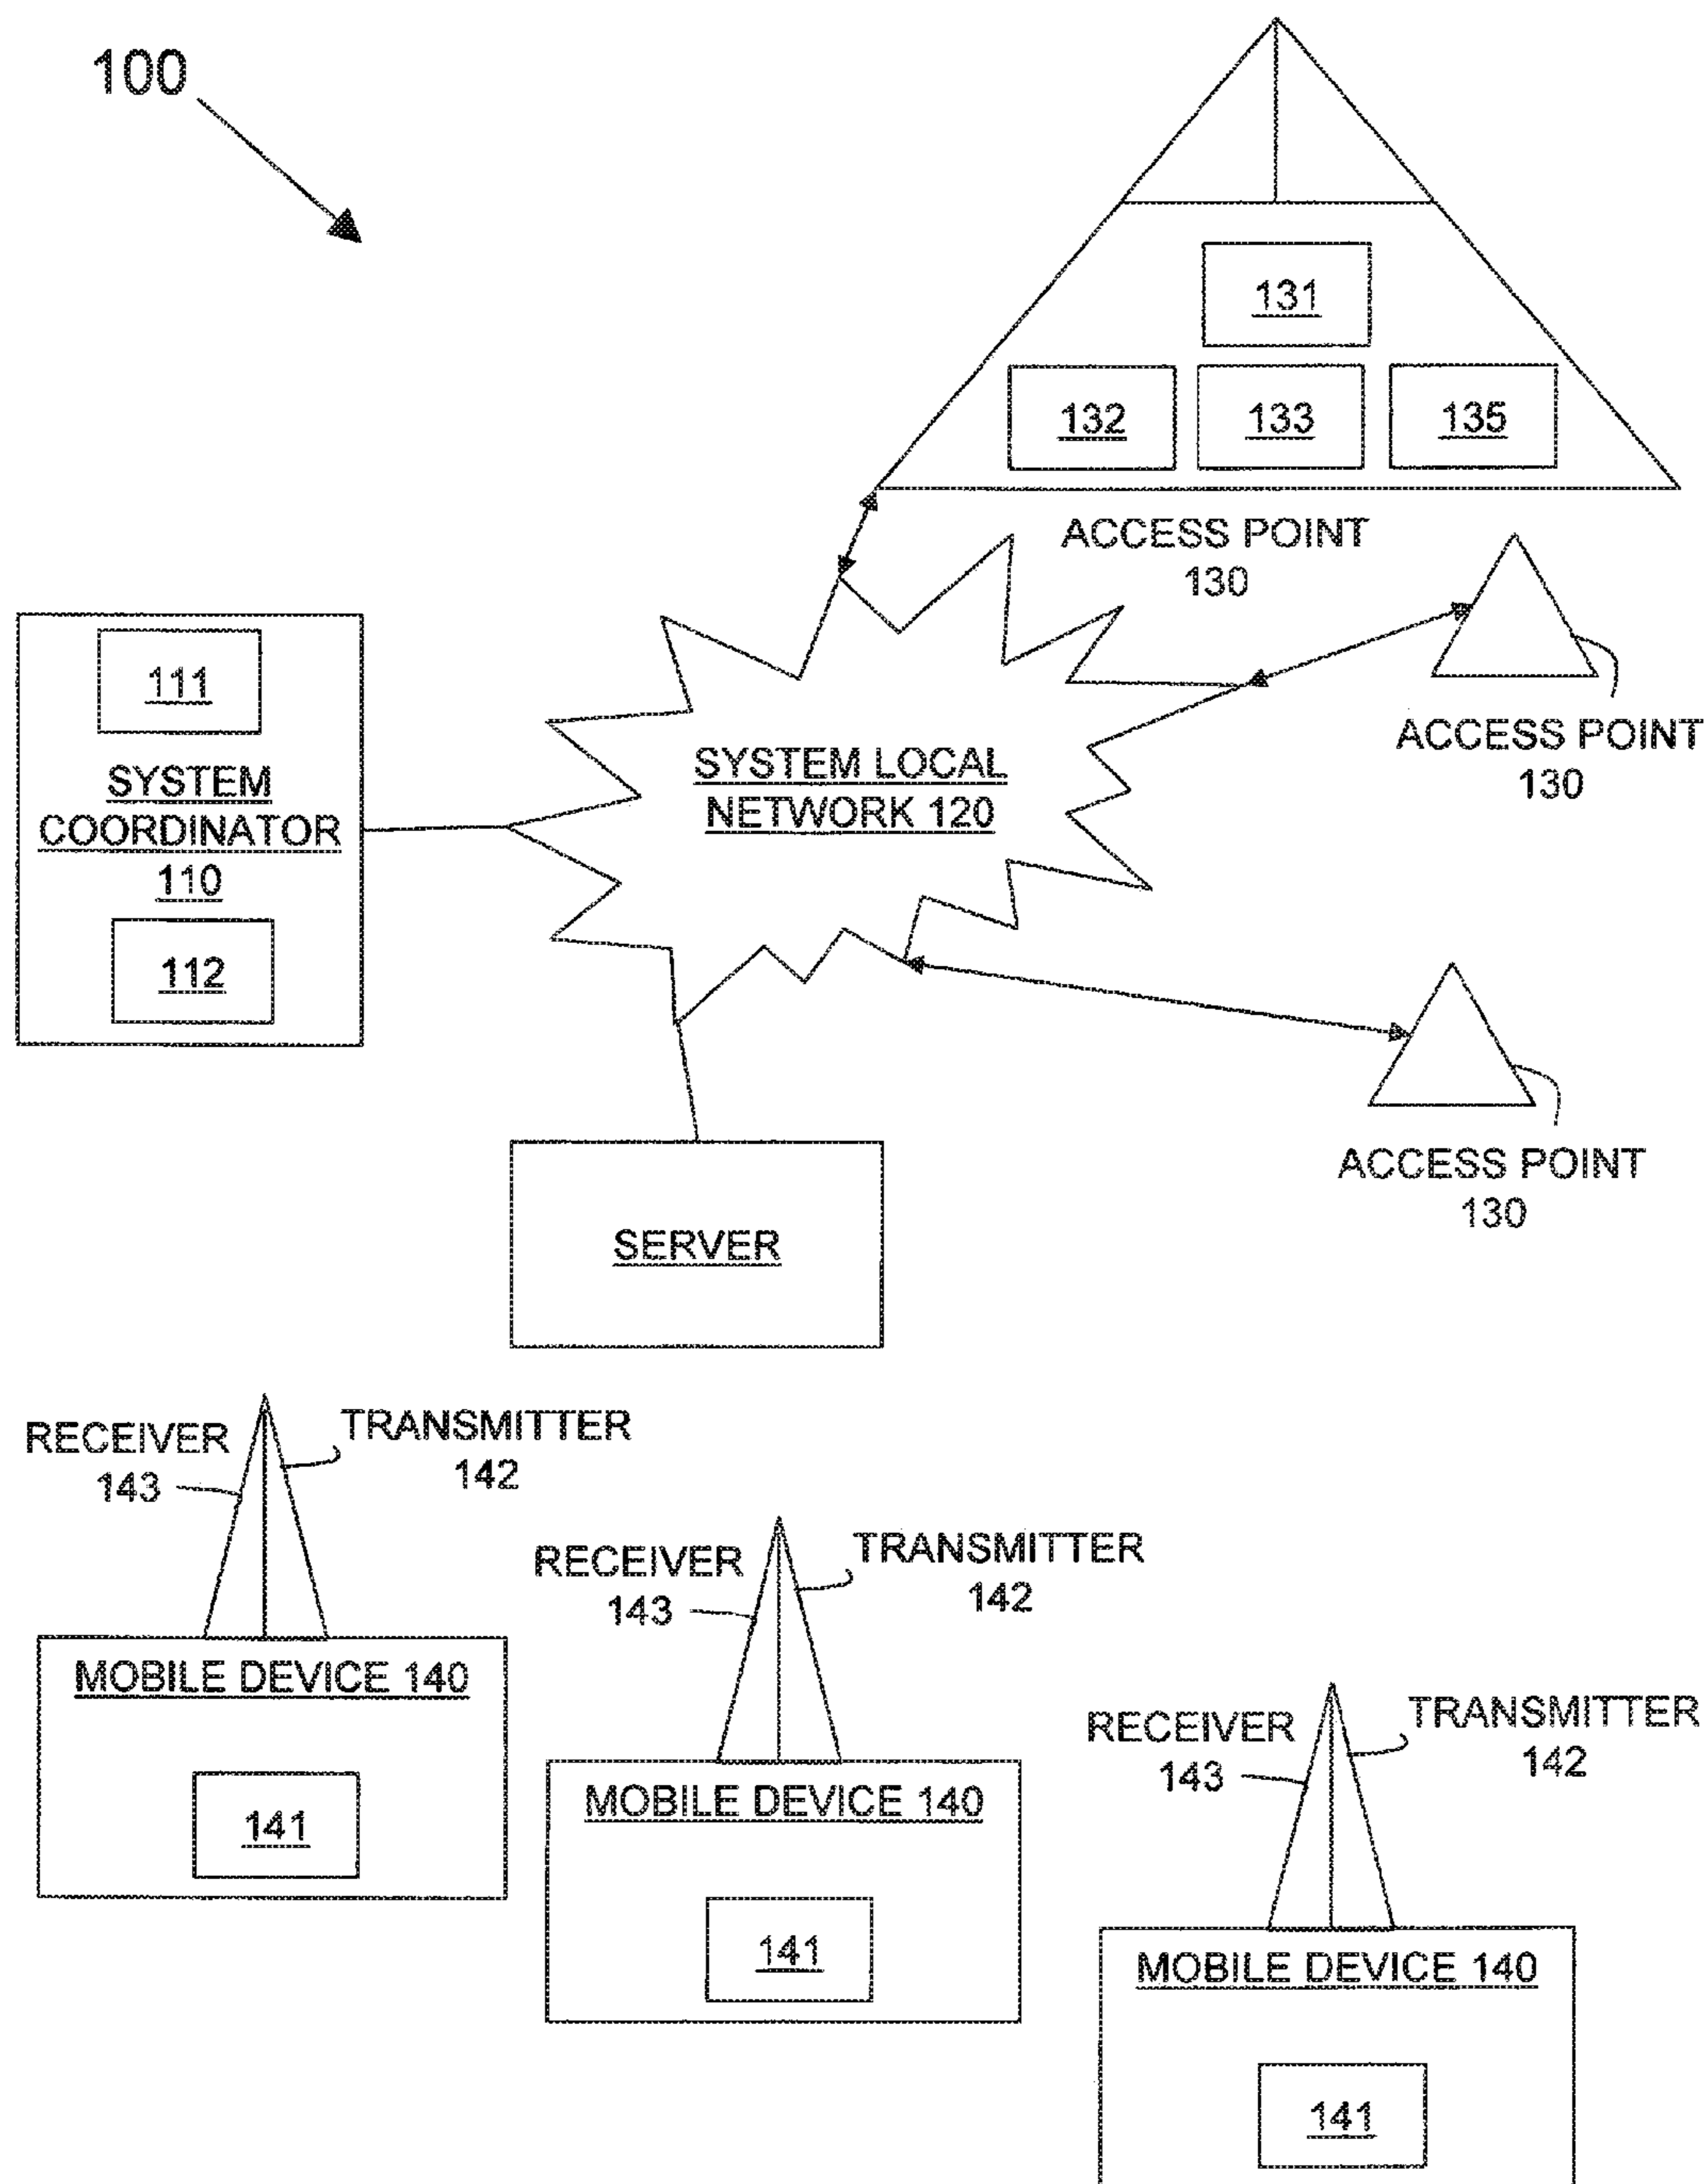 100
131
132
133
135
ACCESS POINT
130
111
SYSTEM
COORDINATOR
110
112
SYSTEM LOCAL
NETWORK 120
ACCESS POINT
130
ACCESS POINT
130
SERVER
RECEIVER
143
TRANSMITTER
142
MOBILE DEVICE 140
141
RECEIVER
143
TRANSMITTER
142
MOBILE DEVICE 140
141
RECEIVER
143
TRANSMITTER
142
MOBILE DEVICE 140
141